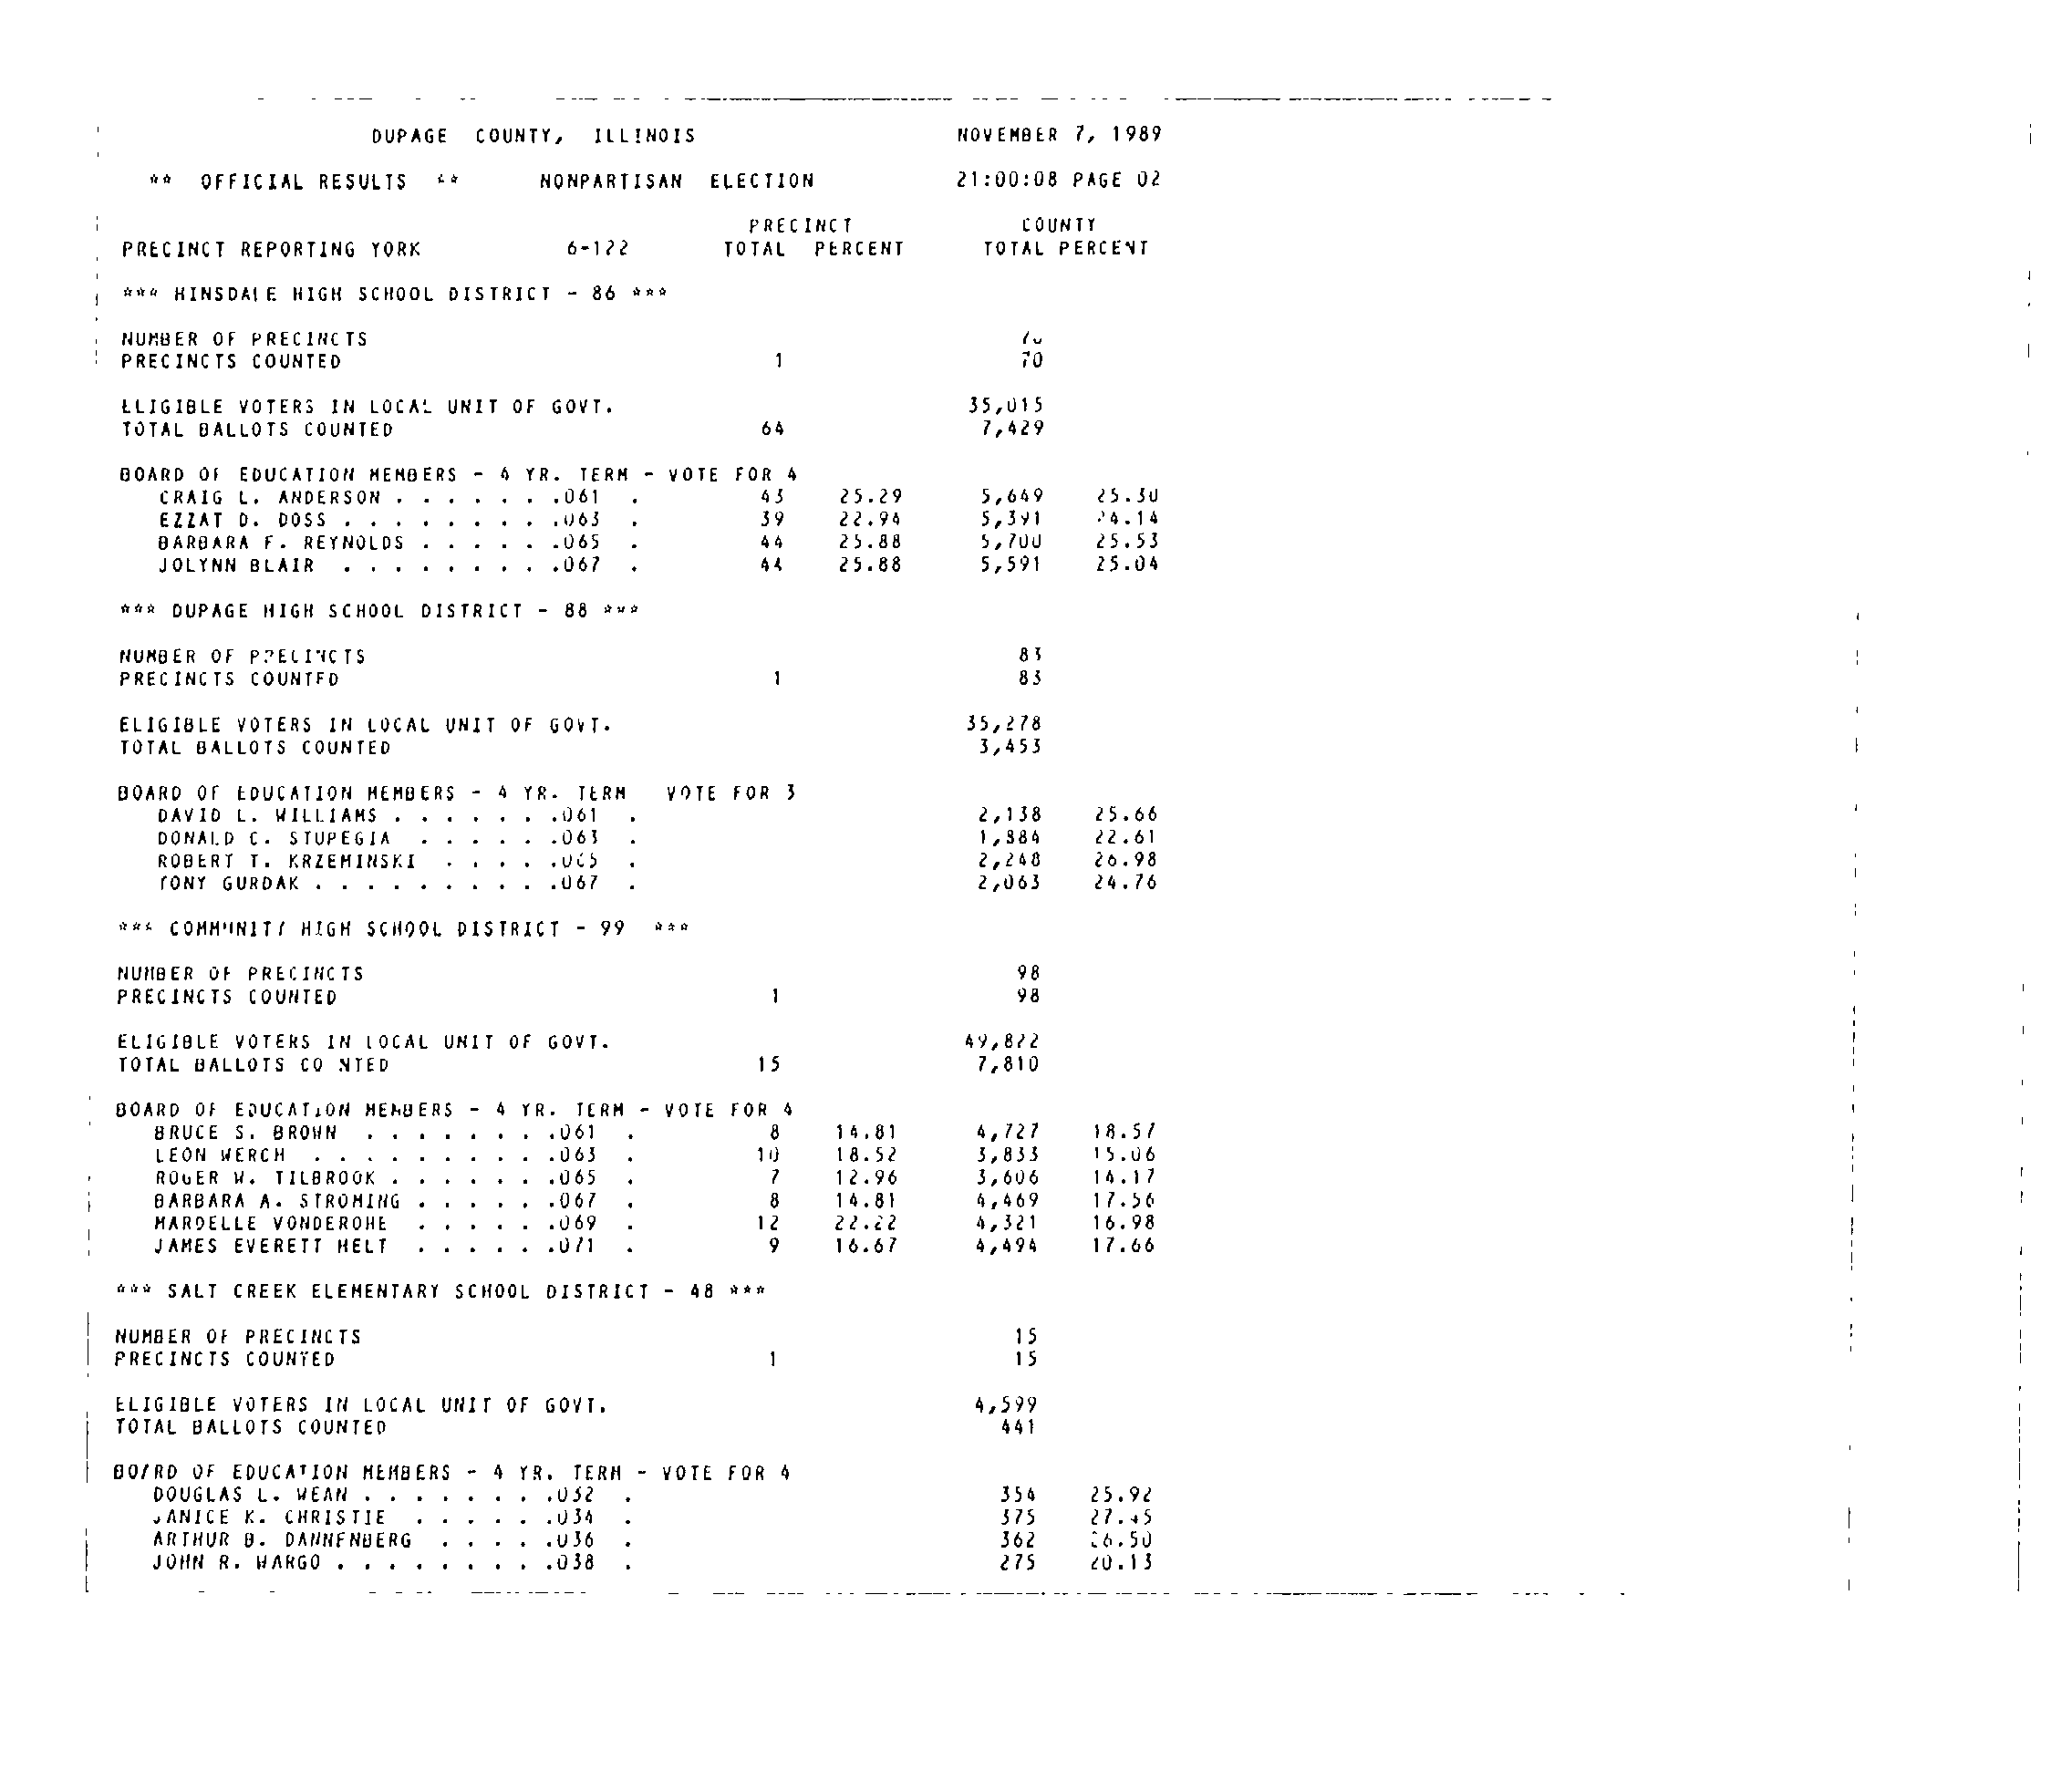 DUPAGE COUNTY, ILLINOIS NOVEMBER 7, 1989
** OFFICIAL RESULTS ** NONPARTISAN ELECTION 21:00:08 PAGE 02
PRECINCT COUNTY
PRECINCT REPORTING YORK 6-122 TOTAL PERCENT TOTAL PERCENT
*** HINSDALE HIGH SCHOOL DISTRICT - 86 ***
NUMBER OF PRECINCTS 70
PRECINCTS COUNTED 1 70
ELIGIBLE VOTERS IN LOCAL UNIT OF GOVT. 35,015
TOTAL BALLOTS COUNTED 64 7,429
BOARD OF EDUCATION MEMBERS - 4 YR. TERM - VOTE FOR 4
CRAIG L. ANDERSON . . . . . . .061 . 43 25.29 5,649 25.30
EZZAT D. DOSS . . . . . . . . .063 . 39 22.94 5,391 24.14
BARBARA F. REYNOLDS . . . . . .065 . 44 25.88 5,700 25.53
JOLYNN BLAIR . . . . . . . . .067 . 44 25.88 5,591 25.04
*** DUPAGE HIGH SCHOOL DISTRICT - 88 ***
NUMBER OF PRECINCTS 83
PRECINCTS COUNTED 1 83
ELIGIBLE VOTERS IN LOCAL UNIT OF GOVT. 35,278
TOTAL BALLOTS COUNTED 3,453
BOARD OF EDUCATION MEMBERS - 4 YR. TERM VOTE FOR 3
DAVID L. WILLIAMS . . . . . . .061 . 2,138 25.66
DONALD C. STUPEGIA . . . . . .063 . 1,884 22.61
ROBERT T. KRZEMINSKI . . . . .065 . 2,248 26.98
TONY GURDAK . . . . . . . . . .067 . 2,063 24.76
*** COMMUNITY HIGH SCHOOL DISTRICT - 99 ***
NUMBER OF PRECINCTS 98
PRECINCTS COUNTED 1 98
ELIGIBLE VOTERS IN LOCAL UNIT OF GOVT. 49,822
TOTAL BALLOTS CO NTED 15 7,810
BOARD OF EDUCATION MEMBERS - 4 YR. TERM - VOTE FOR 4
BRUCE S. BROWN . . . . . . . .061 . 8 14.81 4,727 18.57
LEON WERCH . . . . . . . . . .063 . 10 18.52 3,833 15.06
ROGER W. TILBROOK . . . . . . .065 . 7 12.96 3,606 14.17
BARBARA A. STROMING . . . . . .067 . 8 14.81 4,469 17.56
MARDELLE VONDEROHE . . . . . .069 . 12 22.22 4,321 16.98
JAMES EVERETT HELT . . . . . .071 . 9 16.67 4,494 17.66
*** SALT CREEK ELEMENTARY SCHOOL DISTRICT - 48 ***
NUMBER OF PRECINCTS 15
PRECINCTS COUNTED 1 15
ELIGIBLE VOTERS IN LOCAL UNIT OF GOVT. 4,599
TOTAL BALLOTS COUNTED 441
BOARD OF EDUCATION MEMBERS - 4 YR. TERM - VOTE FOR 4
DOUGLAS L. WEAN . . . . . . . .032 . 354 25.92
JANICE K. CHRISTIE . . . . . .034 . 375 27.45
ARTHUR B. DANNENBERG . . . . .036 . 362 26.50
JOHN R. WARGO . . . . . . . . .038 . 275 20.13